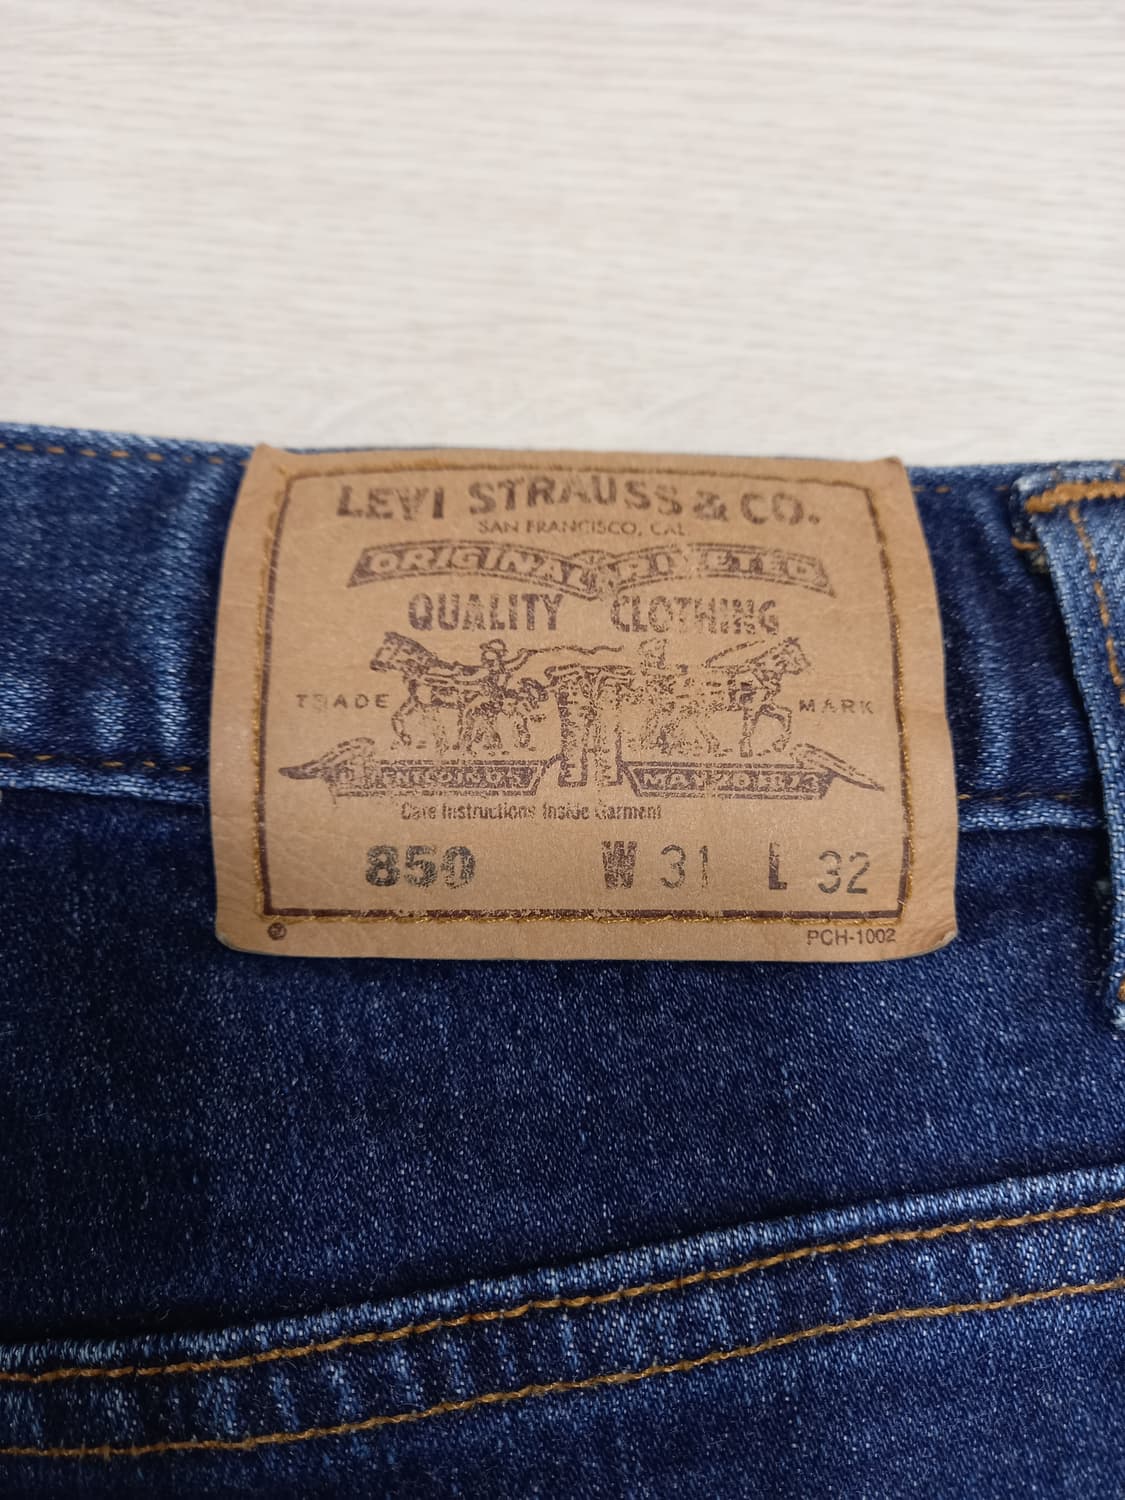 LEVI STRAUSS & CO.
SAN FRANCISCO, CAL
ORIGINAL RIVETED
QUALITY CLOTHING
TRADE MARK
Care Instructions Inside Garment
850 W 31 L 32
PCH-1002